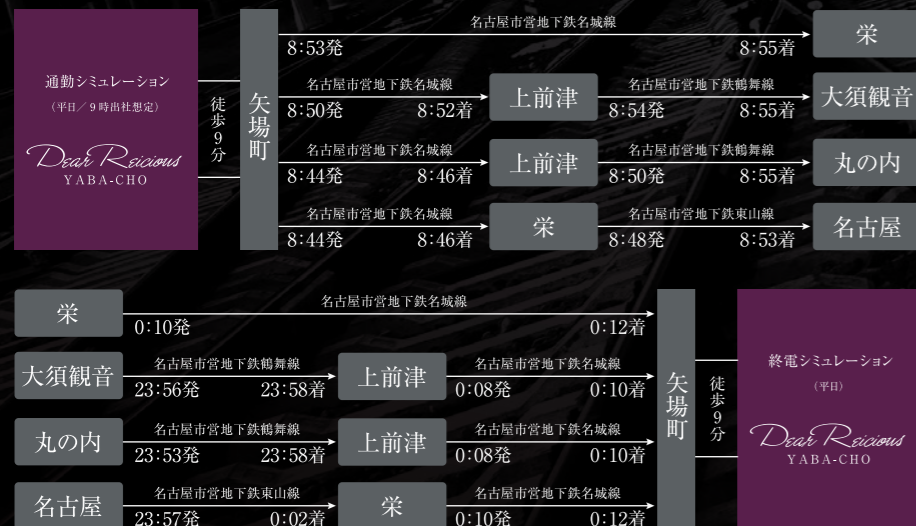 通勤シミュレーション
（平日／9時出社想定）
Dear Reicious
YABA-CHO
徒歩9分
矢場町
名古屋市営地下鉄名城線
8:53発
8:55着
栄
名古屋市営地下鉄名城線
8:50発
8:52着
上前津
名古屋市営地下鉄鶴舞線
8:54発
8:55着
大須観音
名古屋市営地下鉄名城線
8:44発
8:46着
上前津
名古屋市営地下鉄鶴舞線
8:50発
8:55着
丸の内
名古屋市営地下鉄名城線
8:44発
8:46着
栄
名古屋市営地下鉄東山線
8:48発
8:53着
名古屋
栄
名古屋市営地下鉄名城線
0:10発
0:12着
大須観音
名古屋市営地下鉄鶴舞線
23:56発
23:58着
上前津
名古屋市営地下鉄名城線
0:08発
0:10着
丸の内
名古屋市営地下鉄鶴舞線
23:53発
23:58着
上前津
名古屋市営地下鉄名城線
0:08発
0:10着
名古屋
名古屋市営地下鉄東山線
23:57発
0:02着
栄
名古屋市営地下鉄名城線
0:10発
0:12着
矢場町
徒歩9分
終電シミュレーション
（平日）
Dear Reicious
YABA-CHO